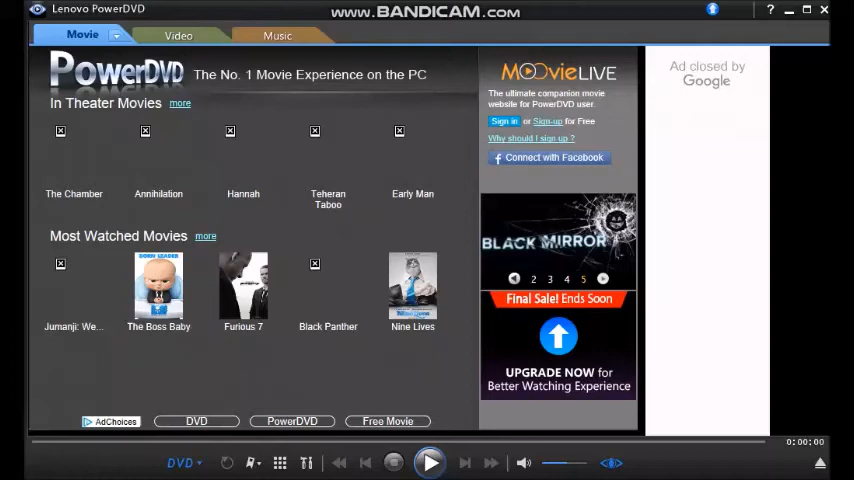 Lenovo PowerDVD
www.BANDICAM.com
?
Movie
Video
Music
PowerDVD
The No. 1 Movie Experience on the PC
In Theater Movies more
The Chamber
Annihilation
Hannah
Teheran
Taboo
Early Man
Most Watched Movies more
BORN LEADER
Jumanji: We...
The Boss Baby
Furious 7
Black Panther
Nine Lives
MOOvieLIVE
The ultimate companion movie
website for PowerDVD user.
Sign in or Sign-up for Free
Why should I sign up ?
f Connect with Facebook
BLACK MIRROR
2 3 4 5
Final Sale! Ends Soon
UPGRADE NOW for
Better Watching Experience
Ad closed by
Google
AdChoices
DVD
PowerDVD
Free Movie
0:00:00
DVD